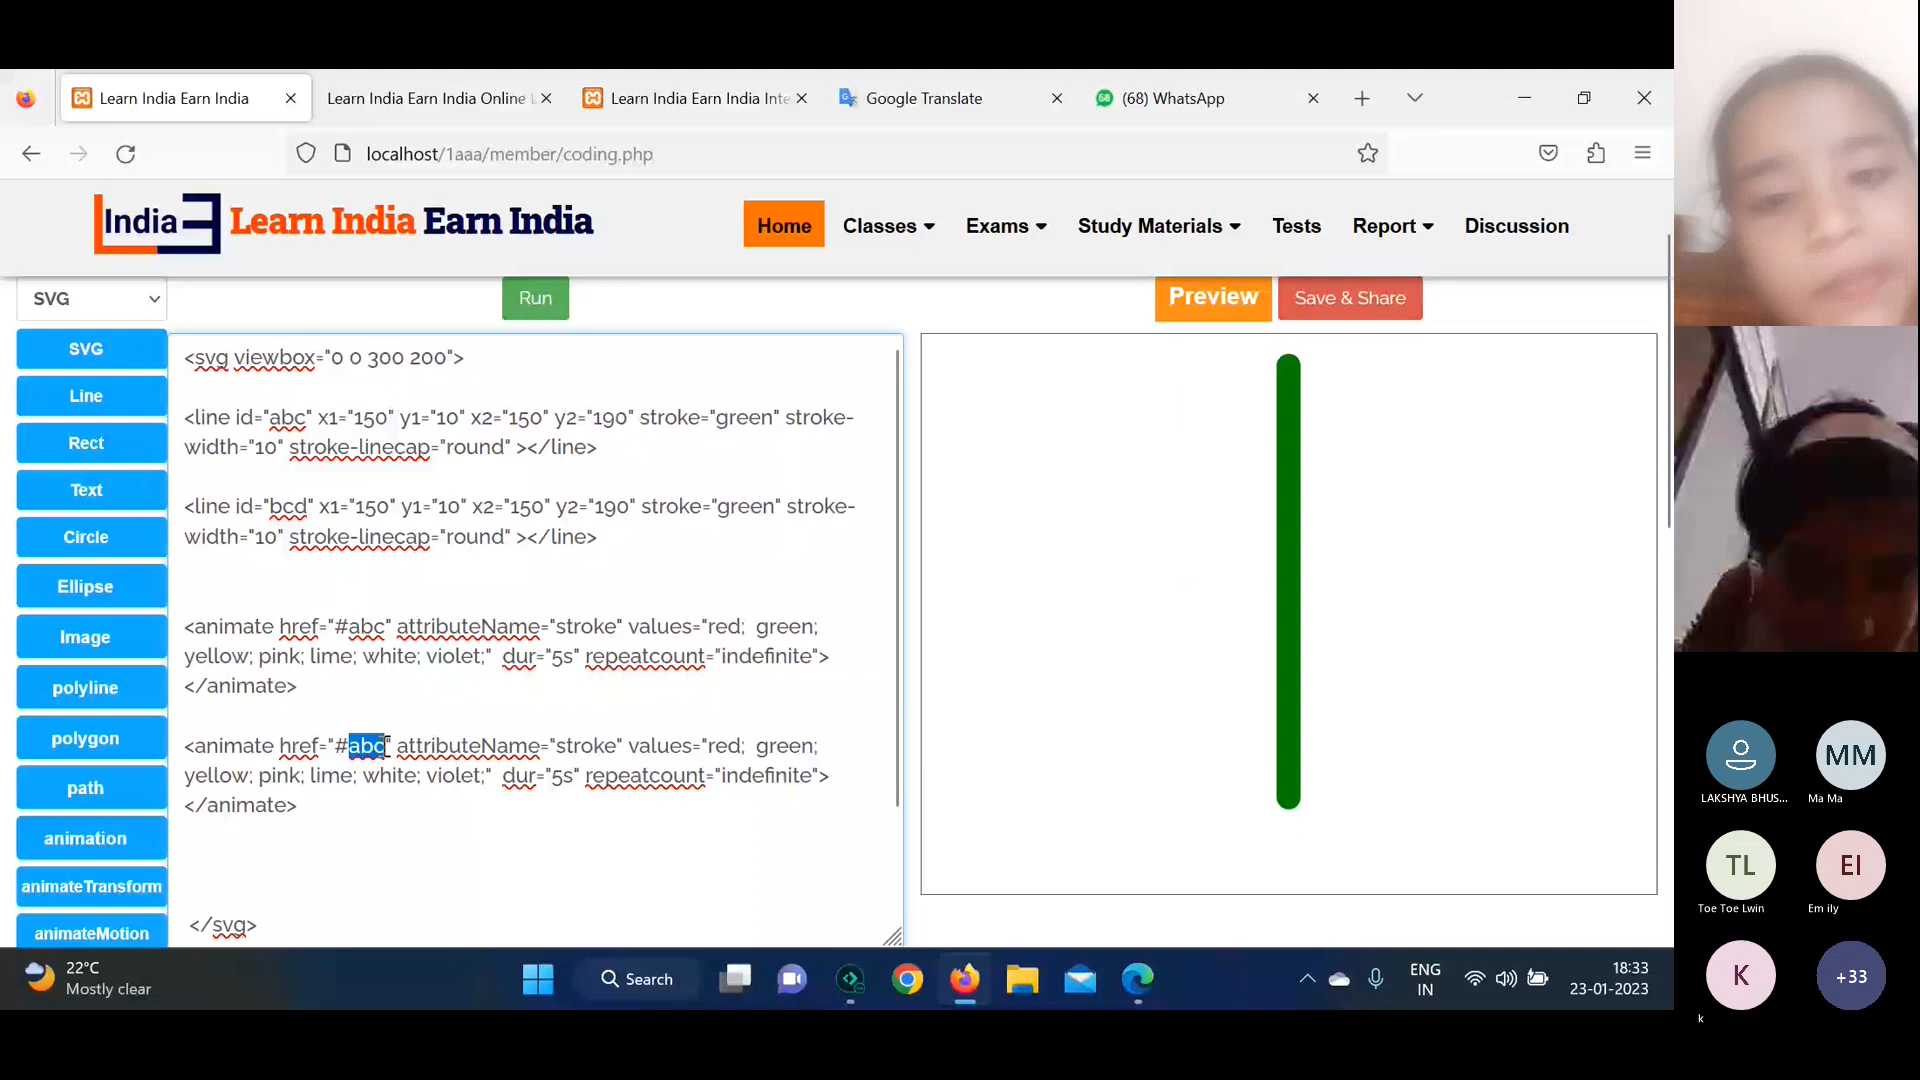 Learn India Earn India
Learn India Earn India Online
Learn India Earn India Inte
Google Translate
(68) WhatsApp
localhost/1aaa/member/coding.php
India
Learn India Earn India
Home
Classes
Exams
Study Materials
Tests
Report
Discussion
SVG
Run
Preview
Save & Share
SVG
Line
Rect
Text
Circle
Ellipse
Image
polyline
polygon
path
animation
animateTransform
animateMotion
<svg viewbox="0 0 300 200">
<line id="abc" x1="150" y1="10" x2="150" y2="190" stroke="green" stroke-
width="10" stroke-linecap="round" ></line>
<line id="bcd" x1="150" y1="10" x2="150" y2="190" stroke="green" stroke-
width="10" stroke-linecap="round" ></line>
<animate href="#abc" attributeName="stroke" values="red;  green;
yellow; pink; lime; white; violet;"  dur="5s" repeatcount="indefinite">
</animate>
<animate href="#abc" attributeName="stroke" values="red;  green;
yellow; pink; lime; white; violet;"  dur="5s" repeatcount="indefinite">
</animate>
</svg>
LAKSHYA BHUS...
MM
Ma Ma
TL
Toe Toe Lwin
EI
Em ily
K
k
+33
22°C
Mostly clear
Search
ENG
IN
18:33
23-01-2023